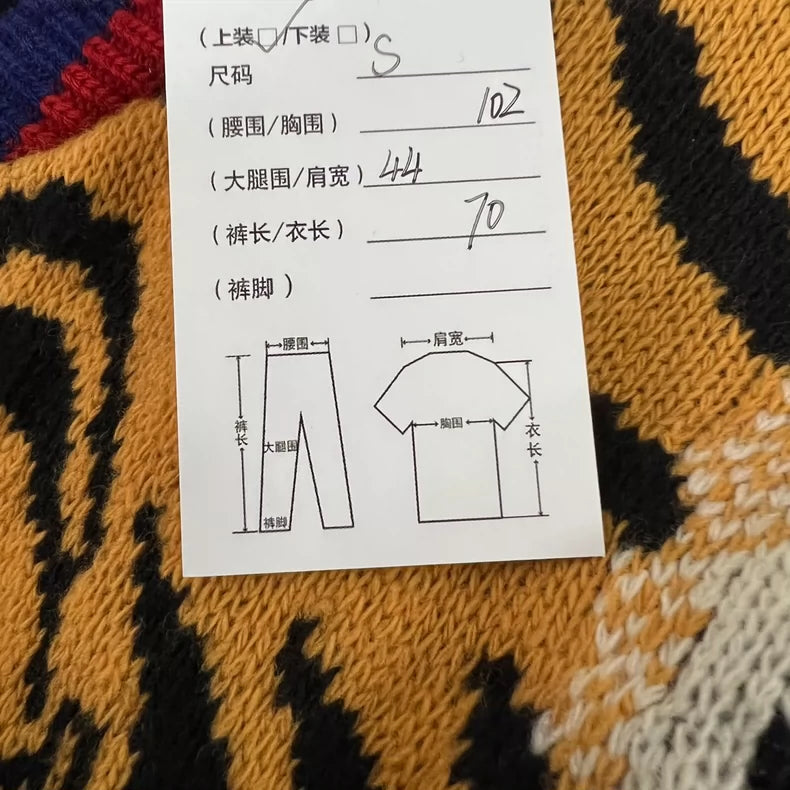 (上装☑/下装□)
尺码 S
(腰围/胸围) 102
(大腿围/肩宽) 44
(裤长/衣长) 70
(裤脚)
腰围
肩宽
裤长
大腿围
胸围
衣长
裤脚